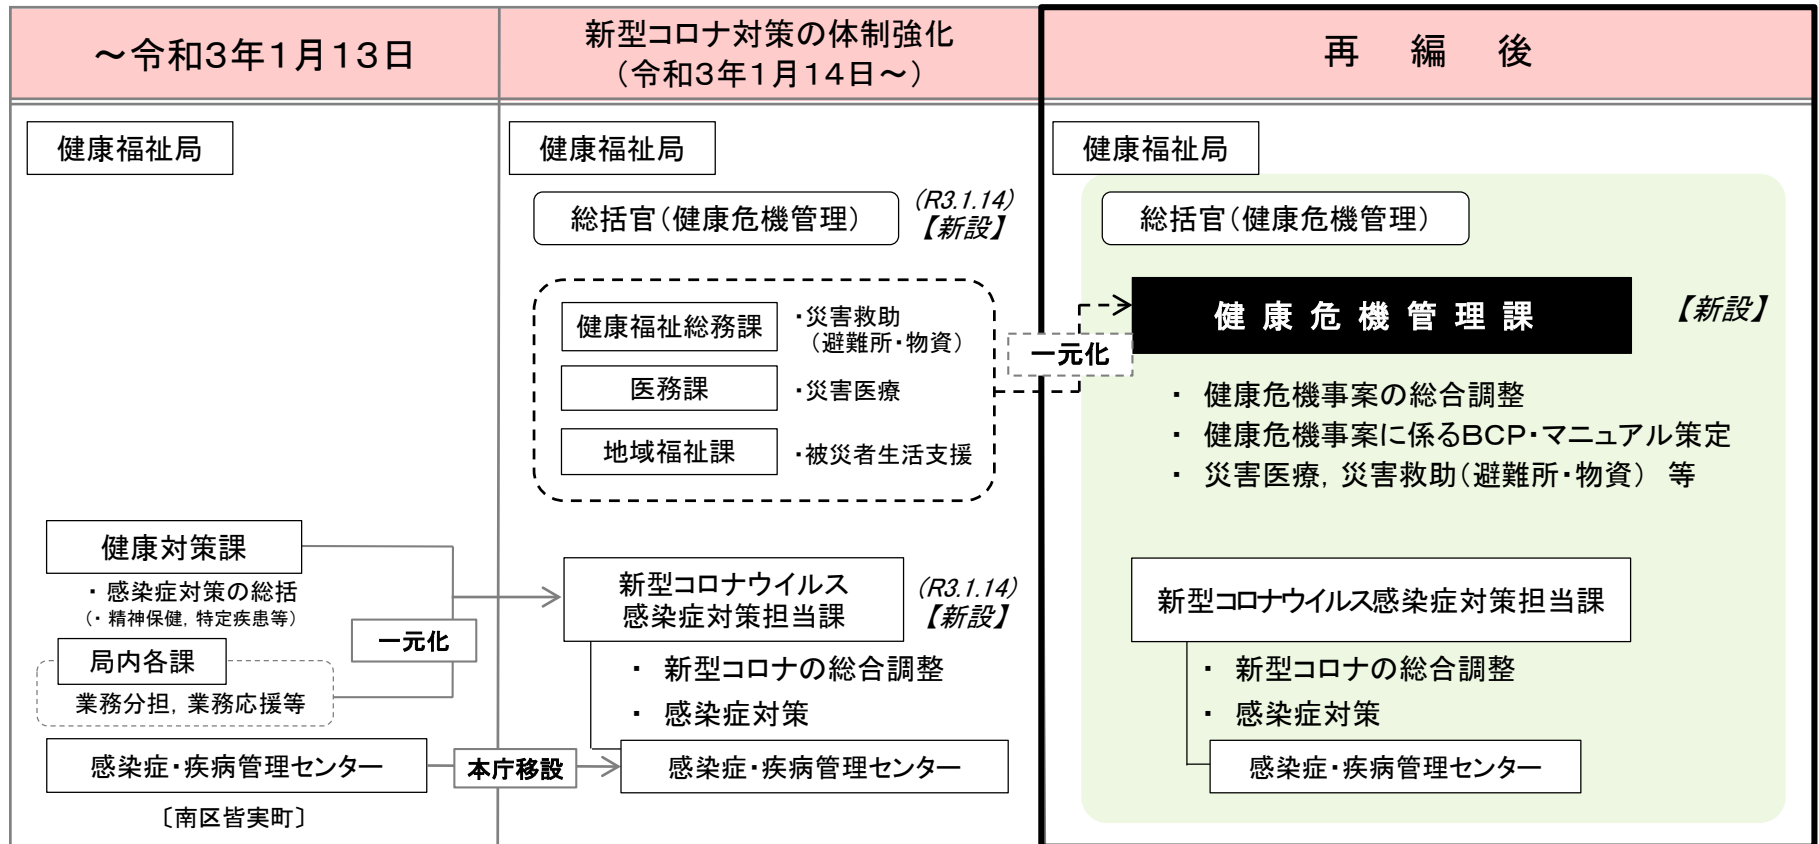 ～令和3年1月13日
新型コロナ対策の体制強化
（令和3年1月14日～）
再　編　後
健康福祉局
健康対策課
・感染症対策の総括
（・精神保健, 特定疾患等）
局内各課
業務分担, 業務応援等
一元化
感染症・疾病管理センター
〔南区皆実町〕
本庁移設
健康福祉局
総括官（健康危機管理）
(R3.1.14)
【新設】
健康福祉総務課
・災害救助
（避難所・物資）
医務課
・災害医療
地域福祉課
・被災者生活支援
一元化
新型コロナウイルス
感染症対策担当課
(R3.1.14)
【新設】
・ 新型コロナの総合調整
・ 感染症対策
感染症・疾病管理センター
健康福祉局
総括官（健康危機管理）
健康危機管理課
【新設】
・ 健康危機事案の総合調整
・ 健康危機事案に係るBCP・マニュアル策定
・ 災害医療, 災害救助（避難所・物資） 等
新型コロナウイルス感染症対策担当課
・ 新型コロナの総合調整
・ 感染症対策
感染症・疾病管理センター